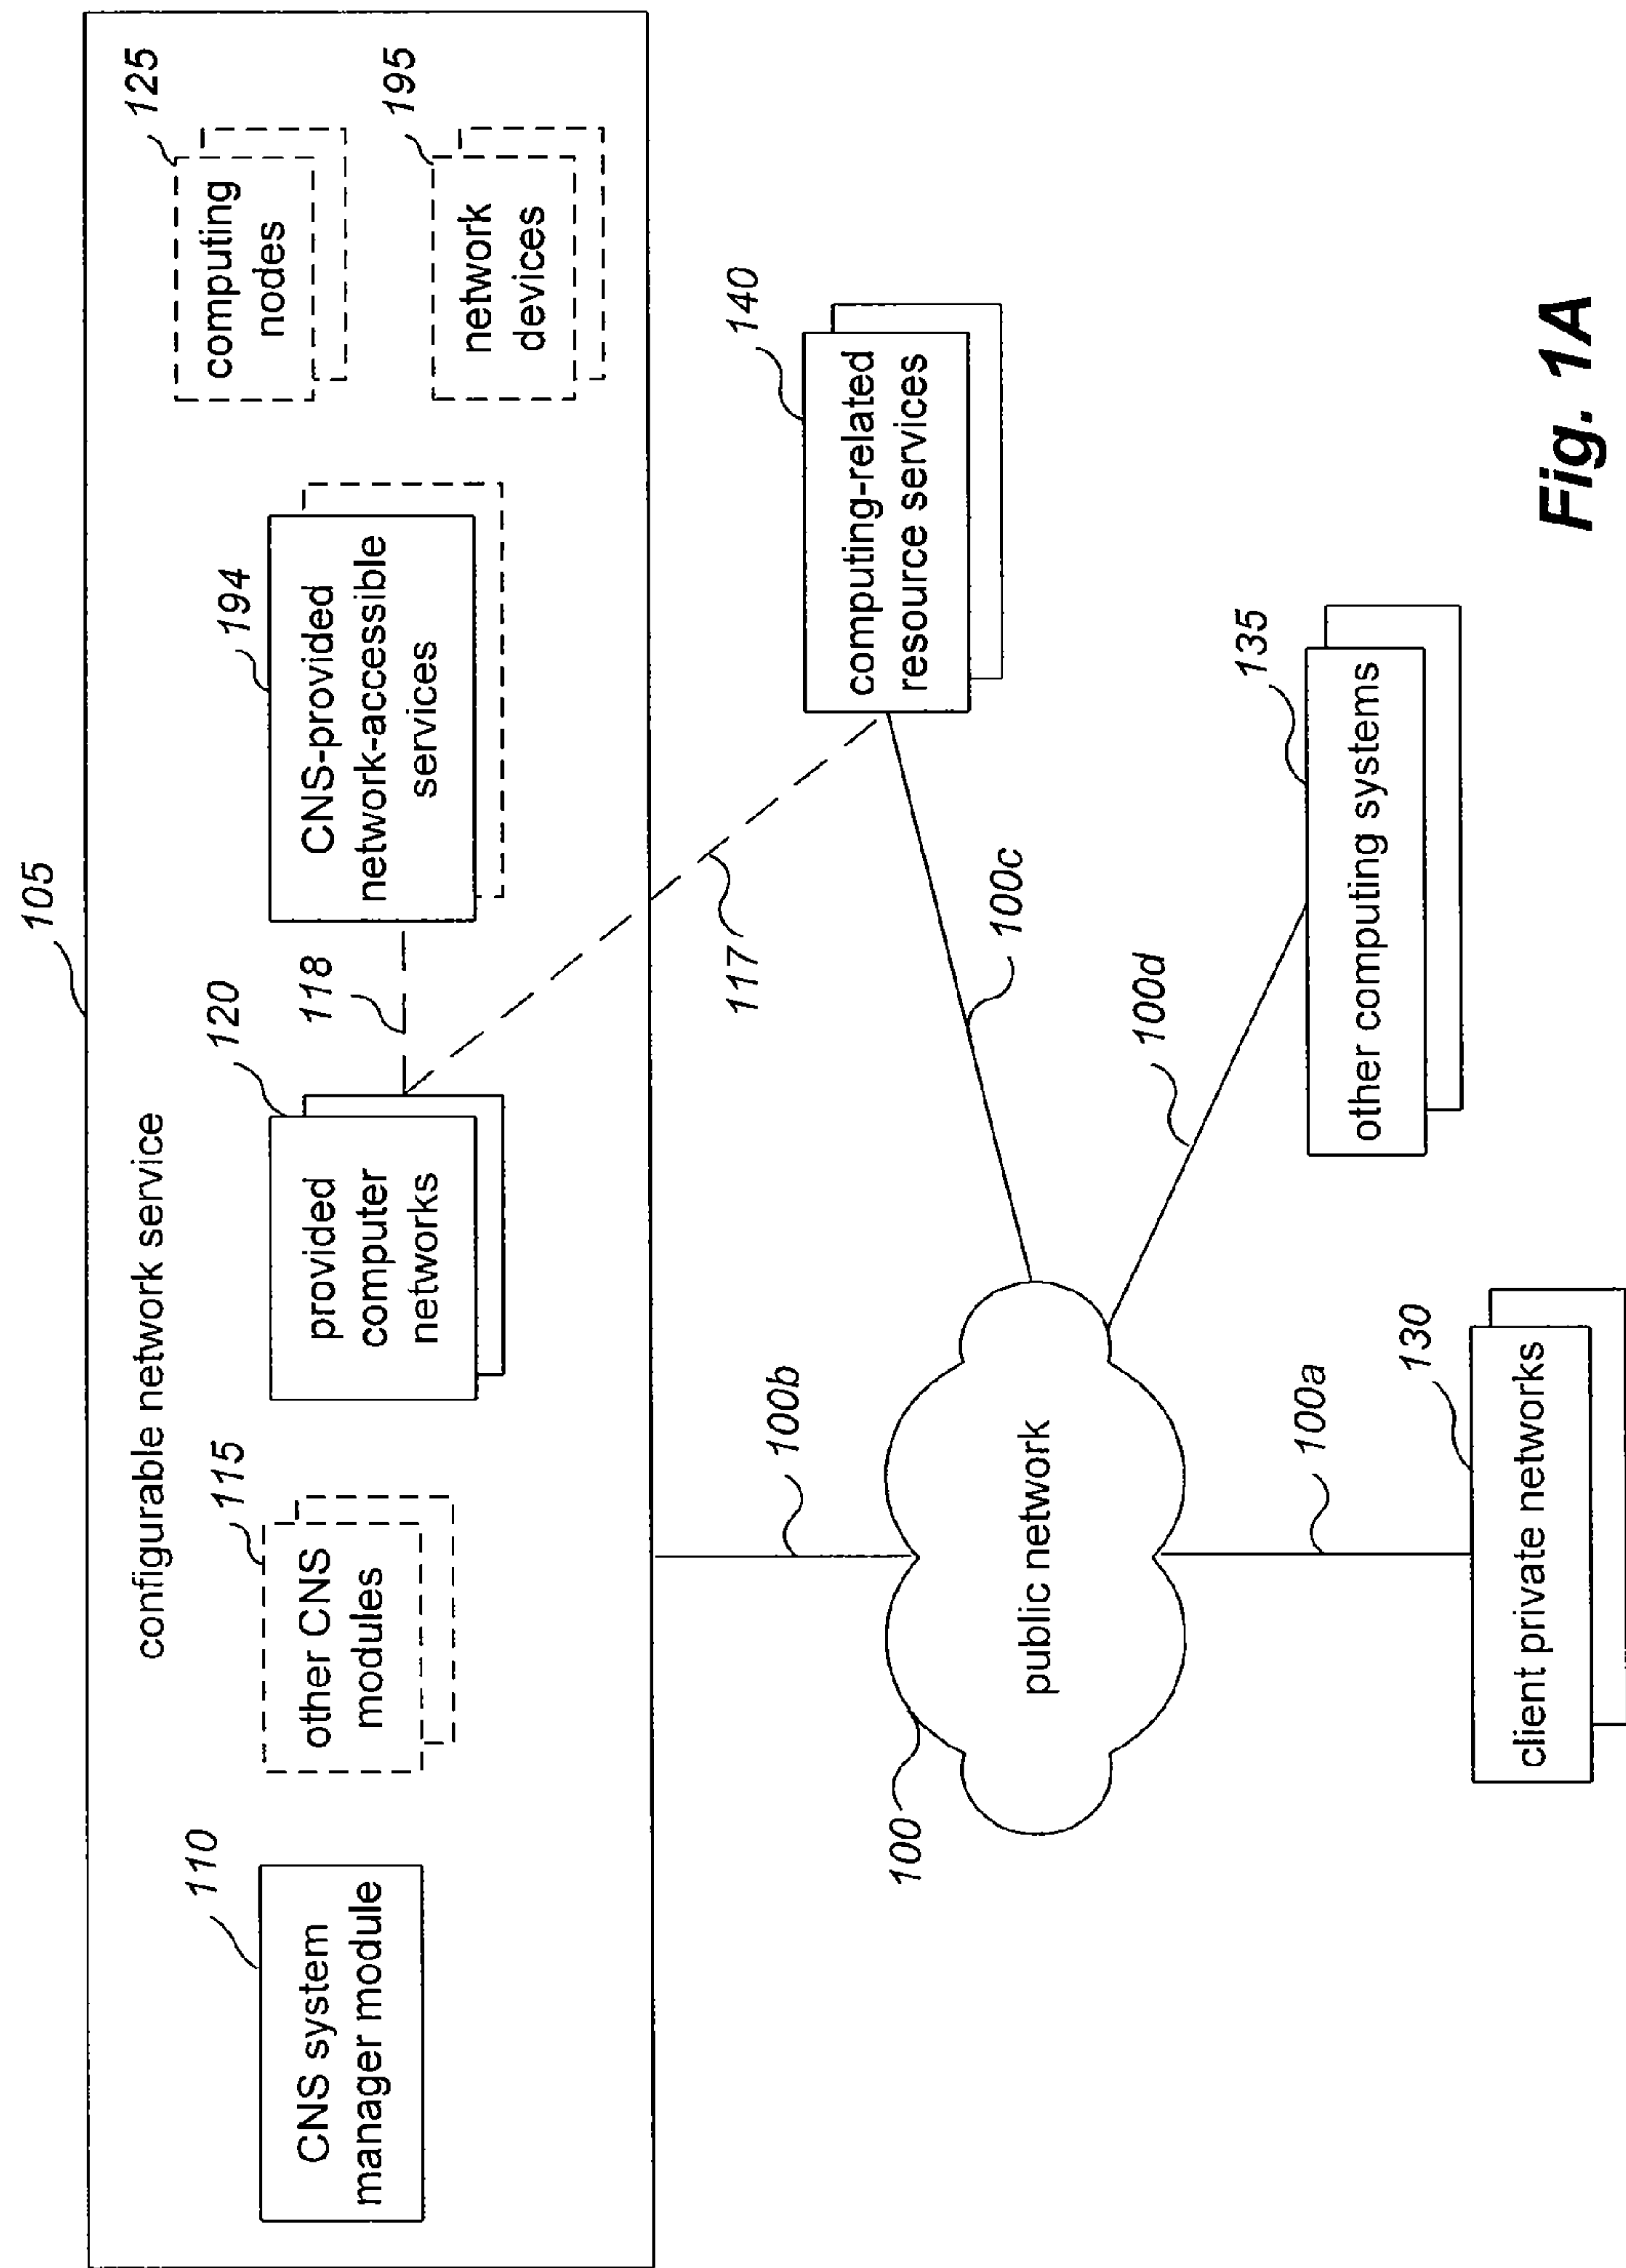 105
configurable network service
110
CNS system
manager module
115
other CNS
modules
120
provided
computer
networks
118
194
CNS-provided
network-accessible
services
125
computing
nodes
195
network
devices
117
100b
100
public network
100c
140
computing-related
resource services
100d
135
other computing systems
100a
130
client private networks
Fig. 1A